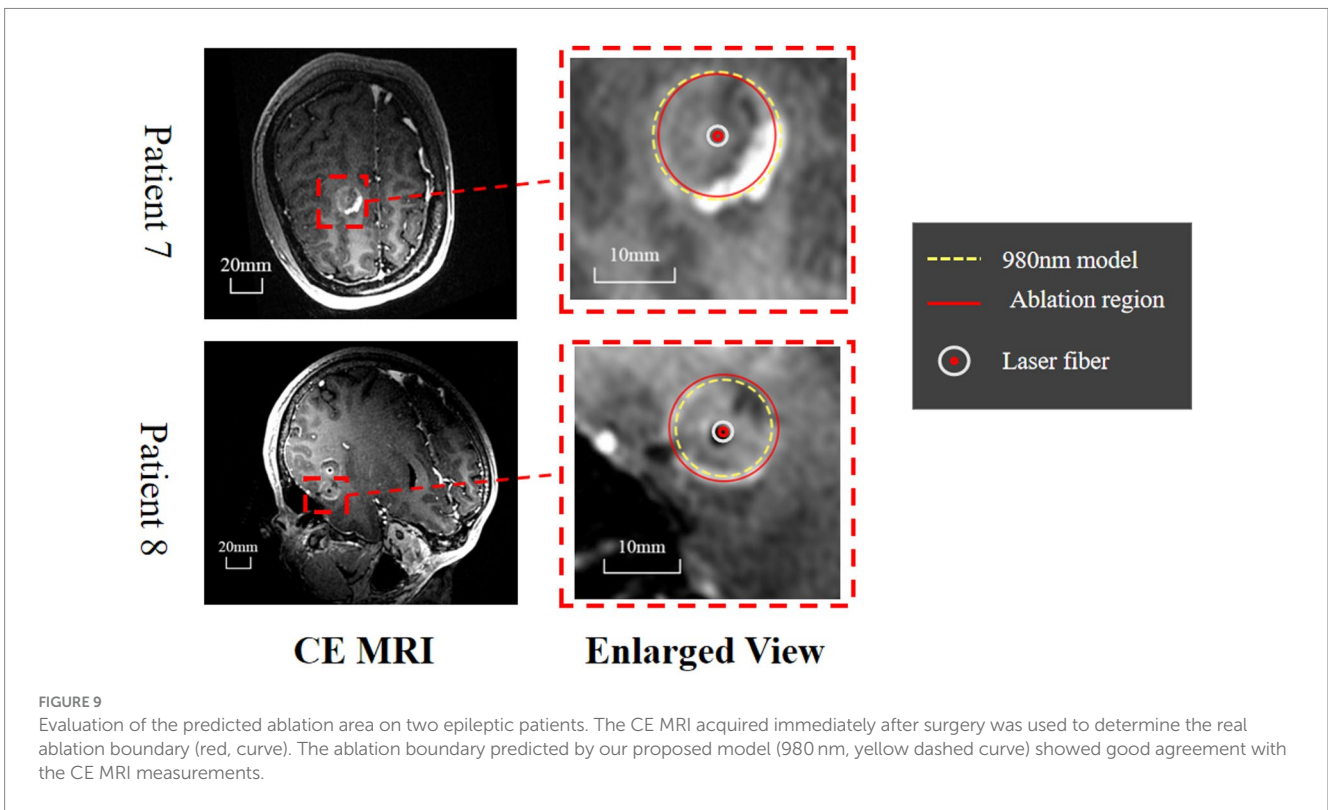 Patient 7
20mm
10mm
980nm model
Ablation region
Laser fiber
Patient 8
20mm
10mm
CE MRI
Enlarged View
FIGURE 9
Evaluation of the predicted ablation area on two epileptic patients. The CE MRI acquired immediately after surgery was used to determine the real
ablation boundary (red, curve). The ablation boundary predicted by our proposed model (980 nm, yellow dashed curve) showed good agreement with
the CE MRI measurements.